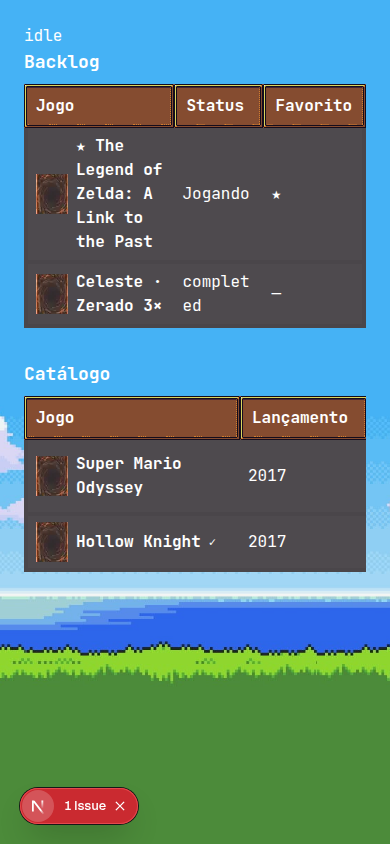 idle
Backlog
Jogo Status Favorito
★ The
Legend of
Zelda: A
Link to
the Past
Jogando ★
Celeste ·
Zerado 3×
complet
ed
—
Catálogo
Jogo Lançamento
Super Mario
Odyssey
2017
Hollow Knight ✓ 2017
N 1 Issue ×